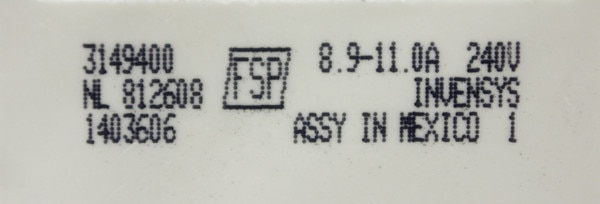 3149400 FSP 8.9-11.0A 240V
NL 812608 INVENSYS
1403606 ASSY IN MEXICO 1